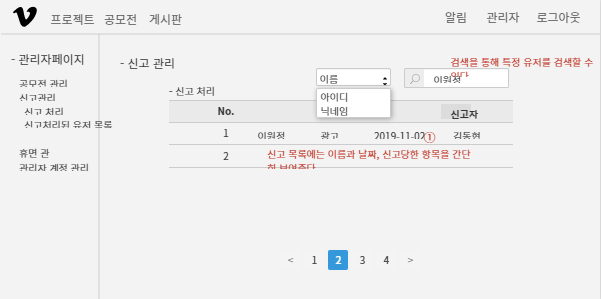 프로젝트 공모전 게시판 알림 관리자 로그아웃
- 관리자페이지
공모전 관리
신고관리
신고 처리
신고처리된 유저 목록
휴면 관
관리자 계정 관리
- 신고 관리
검색을 통해 특정 유저를 검색할 수
있다
이름
이원정
아이디
닉네임
- 신고 처리
No. 신고자
1 이원정 광고 2019-11-02 ① 김동현
2 신고 목록에는 이름과 날짜, 신고당한 항목을 간단
히 보여준다
< 1 2 3 4 >